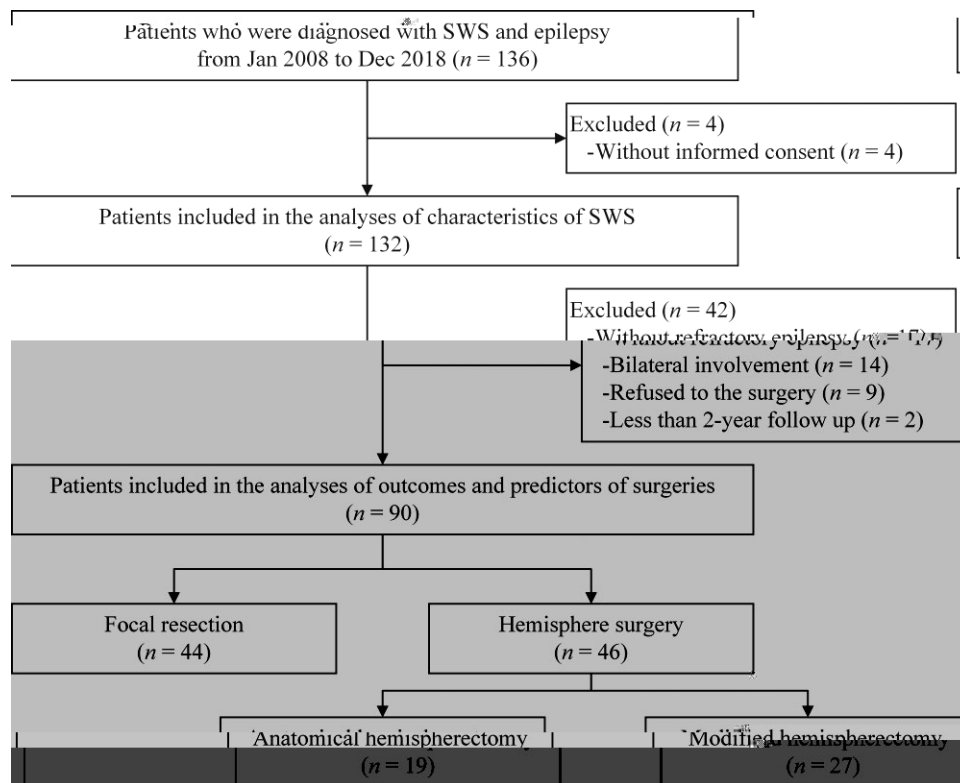 Patients who were diagnosed with SWS and epilepsy
from Jan 2008 to Dec 2018 (n = 136)
Excluded (n = 4)
-Without informed consent (n = 4)
Patients included in the analyses of characteristics of SWS
(n = 132)
Excluded (n = 42)
-Without refractory epilepsy
-Bilateral involvement (n = 14)
-Refused to the surgery (n = 9)
-Less than 2-year follow up (n = 2)
Patients included in the analyses of outcomes and predictors of surgeries
(n = 90)
Focal resection
(n = 44)
Hemisphere surgery
(n = 46)
Anatomical hemispherectomy
(n = 19)
Modified hemispherectomy
(n = 27)